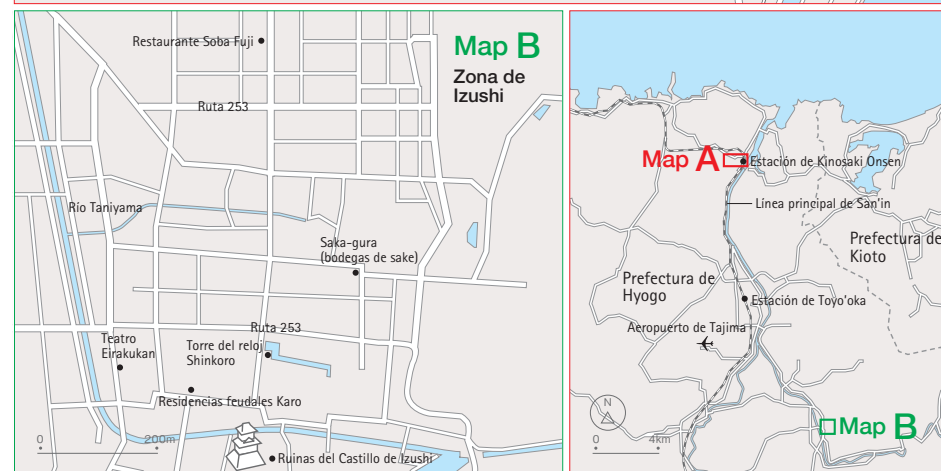 Restaurante Soba Fuji
Map B
Zona de
Izushi
Ruta 253
Río Taniyama
Saka-gura
(bodegas de sake)
Ruta 253
Teatro
Eirakukan
Torre del reloj
Shinkoro
Residencias feudales Karo
0
200m
Ruinas del Castillo de Izushi
Map A
Estación de Kinosaki Onsen
Línea principal de San'in
Prefectura de
Kioto
Prefectura de
Hyogo
Estación de Toyo'oka
Aeropuerto de Tajima
N
0
4km
Map B